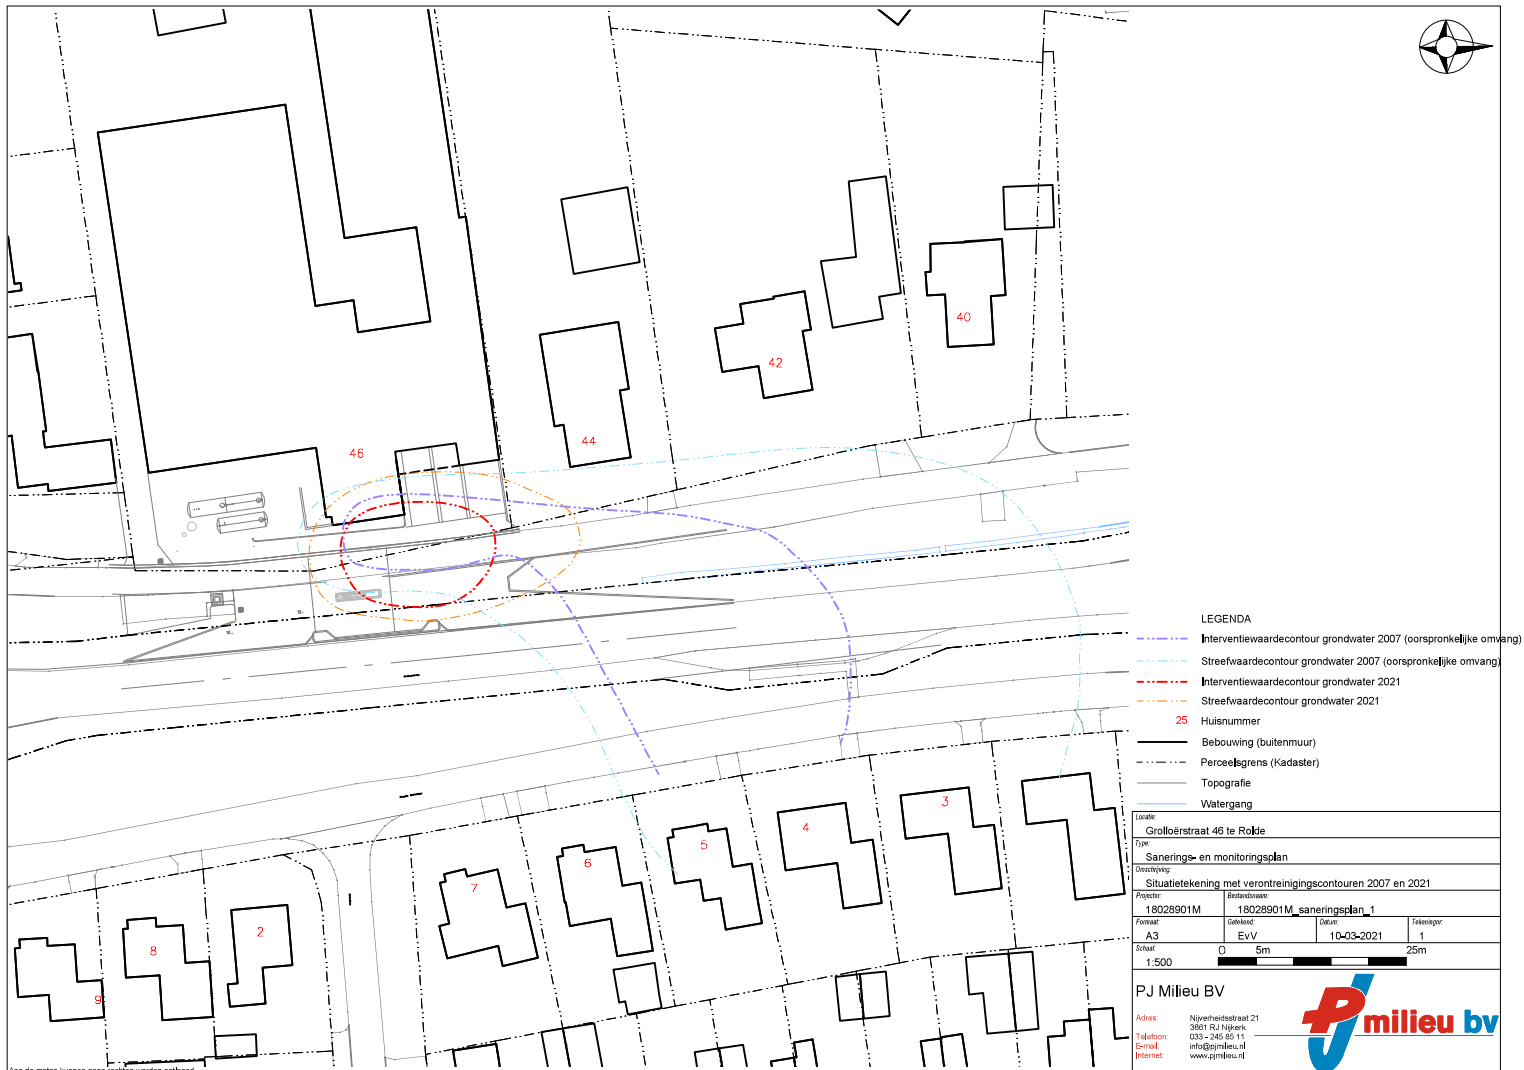 46
44
42
40
7
6
5
4
3
2
8
9
LEGENDA
Interventiewaardecontour grondwater 2007 (oorspronkelijke omvang)
Streefwaardecontour grondwater 2007 (oorspronkelijke omvang)
Interventiewaardecontour grondwater 2021
Streefwaardecontour grondwater 2021
25 Huisnummer
Bebouwing (buitenmuur)
Perceelsgrens (Kadaster)
Topografie
Watergang
Locatie:
Grolloërstraat 46 te Rolde
Type:
Sanerings- en monitoringsplan
Omschrijving:
Situatietekening met verontreinigingscontouren 2007 en 2021
Projectnr: Bestandsnaam:
18028901M 18028901M_saneringsplan_1
Formaat: Getekend: Datum: Tekeningnr:
A3 EvV 10-03-2021 1
Schaal: 0 5m 25m
1:500
PJ Milieu BV
Adres: Nijverheidsstraat 21
3861 RJ Nijkerk
Telefoon: 033 - 245 85 11
E-mail: info@pjmilieu.nl
Internet: www.pjmilieu.nl
PJ milieu bv